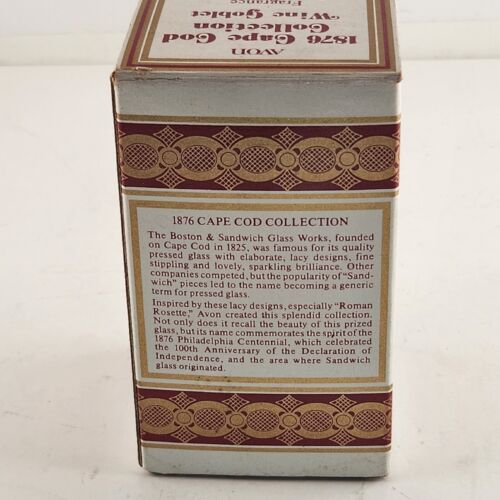 AVON
1876 Cape Cod
Collection
Wine Goblet
Fragrance
1876 CAPE COD COLLECTION
The Boston & Sandwich Glass Works, founded
on Cape Cod in 1825, was famous for its quality
pressed glass with elaborate, lacy designs, fine
stippling and lovely, sparkling brilliance. Other
companies competed, but the popularity of "Sand-
wich" pieces led to the name becoming a generic
term for pressed glass.
Inspired by these lacy designs, especially "Roman
Rosette," Avon created this splendid collection.
Not only does it recall the beauty of this prized
glass, but its name commemorates the spirit of the
1876 Philadelphia Centennial, which celebrated
the 100th Anniversary of the Declaration of
Independence, and the area where Sandwich
glass originated.